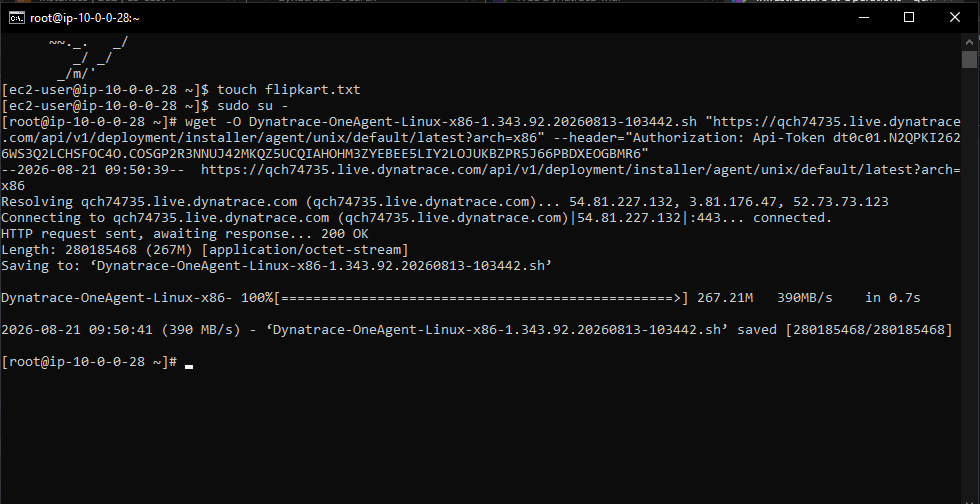 root@ip-10-0-0-28:~
~~._.   _/
_/ _/
_/m/'
[ec2-user@ip-10-0-0-28 ~]$ touch flipkart.txt
[ec2-user@ip-10-0-0-28 ~]$ sudo su -
[root@ip-10-0-0-28 ~]# wget -O Dynatrace-OneAgent-Linux-x86-1.343.92.20260813-103442.sh "https://qch74735.live.dynatrace
.com/api/v1/deployment/installer/agent/unix/default/latest?arch=x86" --header="Authorization: Api-Token dt0c01.N2QPKI262
6WS3Q2LCHSFOC4O.COSGP2R3NNUJ42MKQZ5UCQIAHOHM3ZYEBEE5LIY2LOJUKBZPR5J66PBDXEOGBMR6"
--2026-08-21 09:50:39--  https://qch74735.live.dynatrace.com/api/v1/deployment/installer/agent/unix/default/latest?arch=
x86
Resolving qch74735.live.dynatrace.com (qch74735.live.dynatrace.com)... 54.81.227.132, 3.81.176.47, 52.73.73.123
Connecting to qch74735.live.dynatrace.com (qch74735.live.dynatrace.com)|54.81.227.132|:443... connected.
HTTP request sent, awaiting response... 200 OK
Length: 280185468 (267M) [application/octet-stream]
Saving to: ‘Dynatrace-OneAgent-Linux-x86-1.343.92.20260813-103442.sh’
Dynatrace-OneAgent-Linux-x86- 100%[=================================================>] 267.21M   390MB/s    in 0.7s
2026-08-21 09:50:41 (390 MB/s) - ‘Dynatrace-OneAgent-Linux-x86-1.343.92.20260813-103442.sh’ saved [280185468/280185468]
[root@ip-10-0-0-28 ~]#